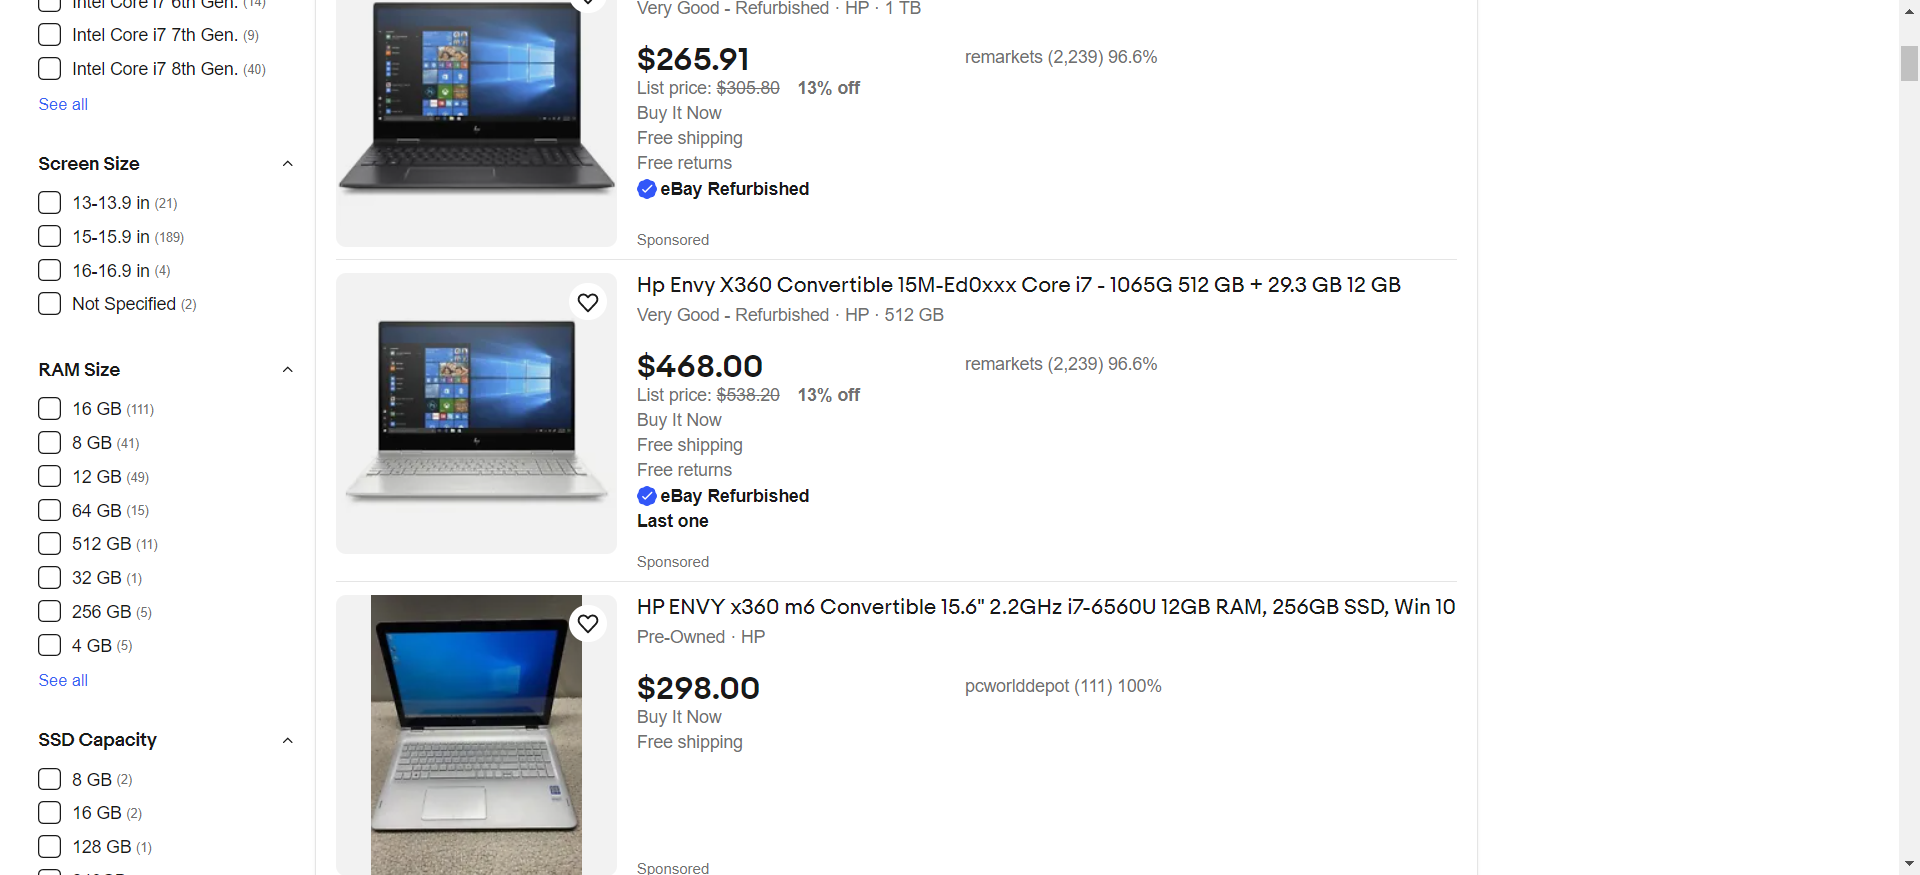 Intel Core i7 6th Gen. (14)
Intel Core i7 7th Gen. (9)
Intel Core i7 8th Gen. (40)
See all
Screen Size
13-13.9 in (21)
15-15.9 in (189)
16-16.9 in (4)
Not Specified (2)
RAM Size
16 GB (111)
8 GB (41)
12 GB (49)
64 GB (15)
512 GB (11)
32 GB (1)
256 GB (5)
4 GB (5)
See all
SSD Capacity
8 GB (2)
16 GB (2)
128 GB (1)
Very Good - Refurbished · HP · 1 TB
$265.91
remarkets (2,239) 96.6%
List price: $305.80 13% off
Buy It Now
Free shipping
Free returns
eBay Refurbished
Sponsored
Hp Envy X360 Convertible 15M-Ed0xxx Core i7 - 1065G 512 GB + 29.3 GB 12 GB
Very Good - Refurbished · HP · 512 GB
$468.00
remarkets (2,239) 96.6%
List price: $538.20 13% off
Buy It Now
Free shipping
Free returns
eBay Refurbished
Last one
Sponsored
HP ENVY x360 m6 Convertible 15.6" 2.2GHz i7-6560U 12GB RAM, 256GB SSD, Win 10
Pre-Owned · HP
$298.00
pcworlddepot (111) 100%
Buy It Now
Free shipping
Sponsored